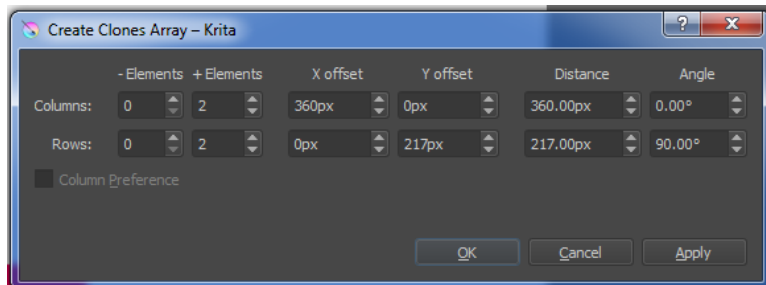 Create Clones Array – Krita
?
- Elements + Elements X offset Y offset Distance Angle
Columns: 0 2 360px 0px 360.00px 0.00°
Rows: 0 2 0px 217px 217.00px 90.00°
Column Preference
OK Cancel Apply